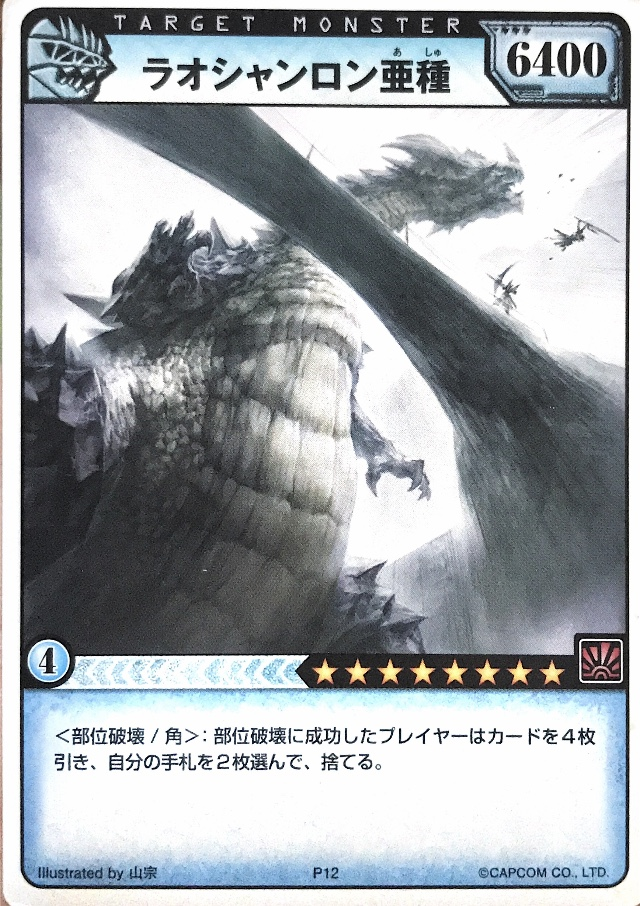 TARGET MONSTER
あ しゅ
ラオシャンロン亜種
6400
4
<部位破壊 / 角>: 部位破壊に成功したプレイヤーはカードを4枚
引き、自分の手札を2枚選んで、捨てる。
Illustrated by 山宗 P12 ©CAPCOM CO., LTD.